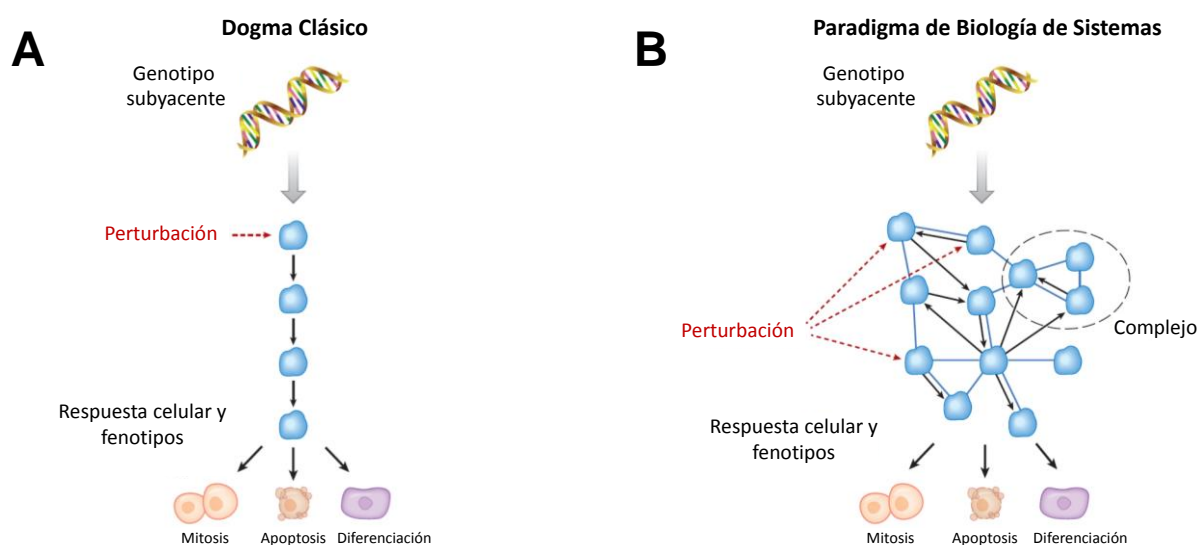 A
Dogma Clásico
Genotipo
subyacente
Perturbación
Respuesta celular y
fenotipos
Mitosis
Apoptosis
Diferenciación
B
Paradigma de Biología de Sistemas
Genotipo
subyacente
Perturbación
Complejo
Respuesta celular y
fenotipos
Mitosis
Apoptosis
Diferenciación